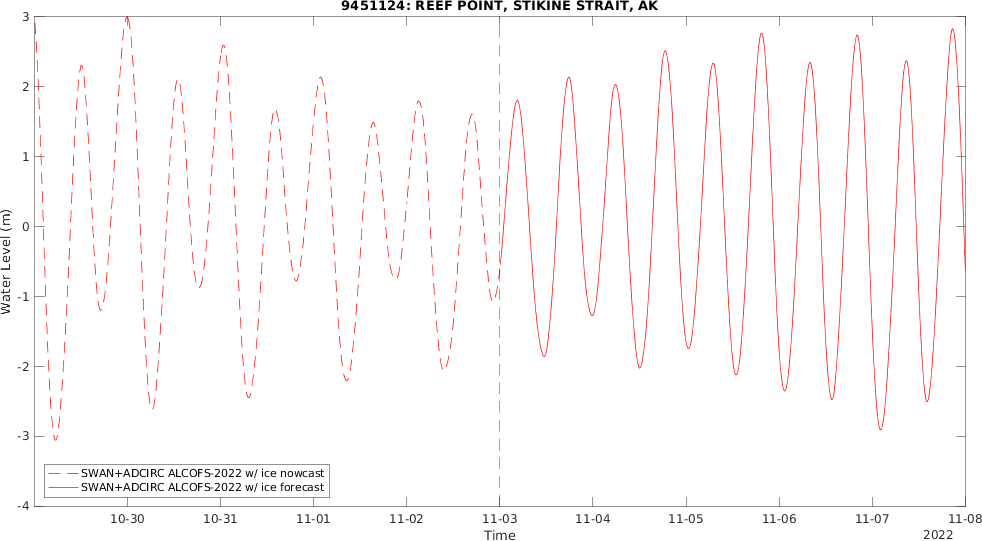 9451124: REEF POINT, STIKINE STRAIT, AK
3
2
1
0
-1
-2
-3
-4
Water Level (m)
SWAN+ADCIRC ALCOFS-2022 w/ ice nowcast
SWAN+ADCIRC ALCOFS-2022 w/ ice forecast
10-30 10-31 11-01 11-02 11-03 11-04 11-05 11-06 11-07 11-08
Time
2022